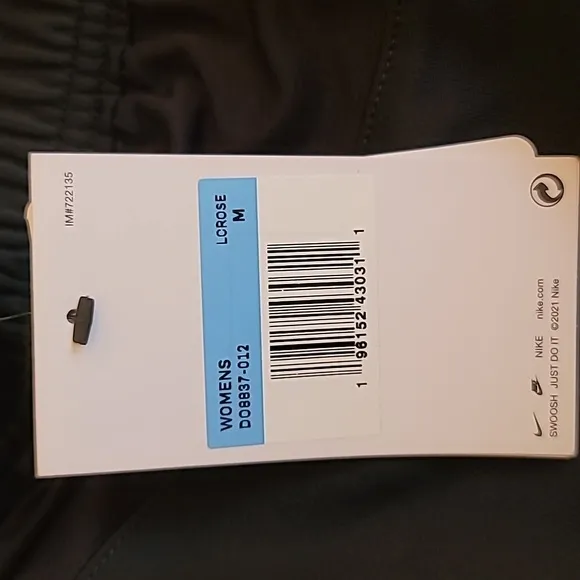 IM#722135
WOMENS LCROSE
DO8837-012 M
1 96152 43031 1
NIKE nike.com
SWOOSH JUST DO IT ©2021 Nike